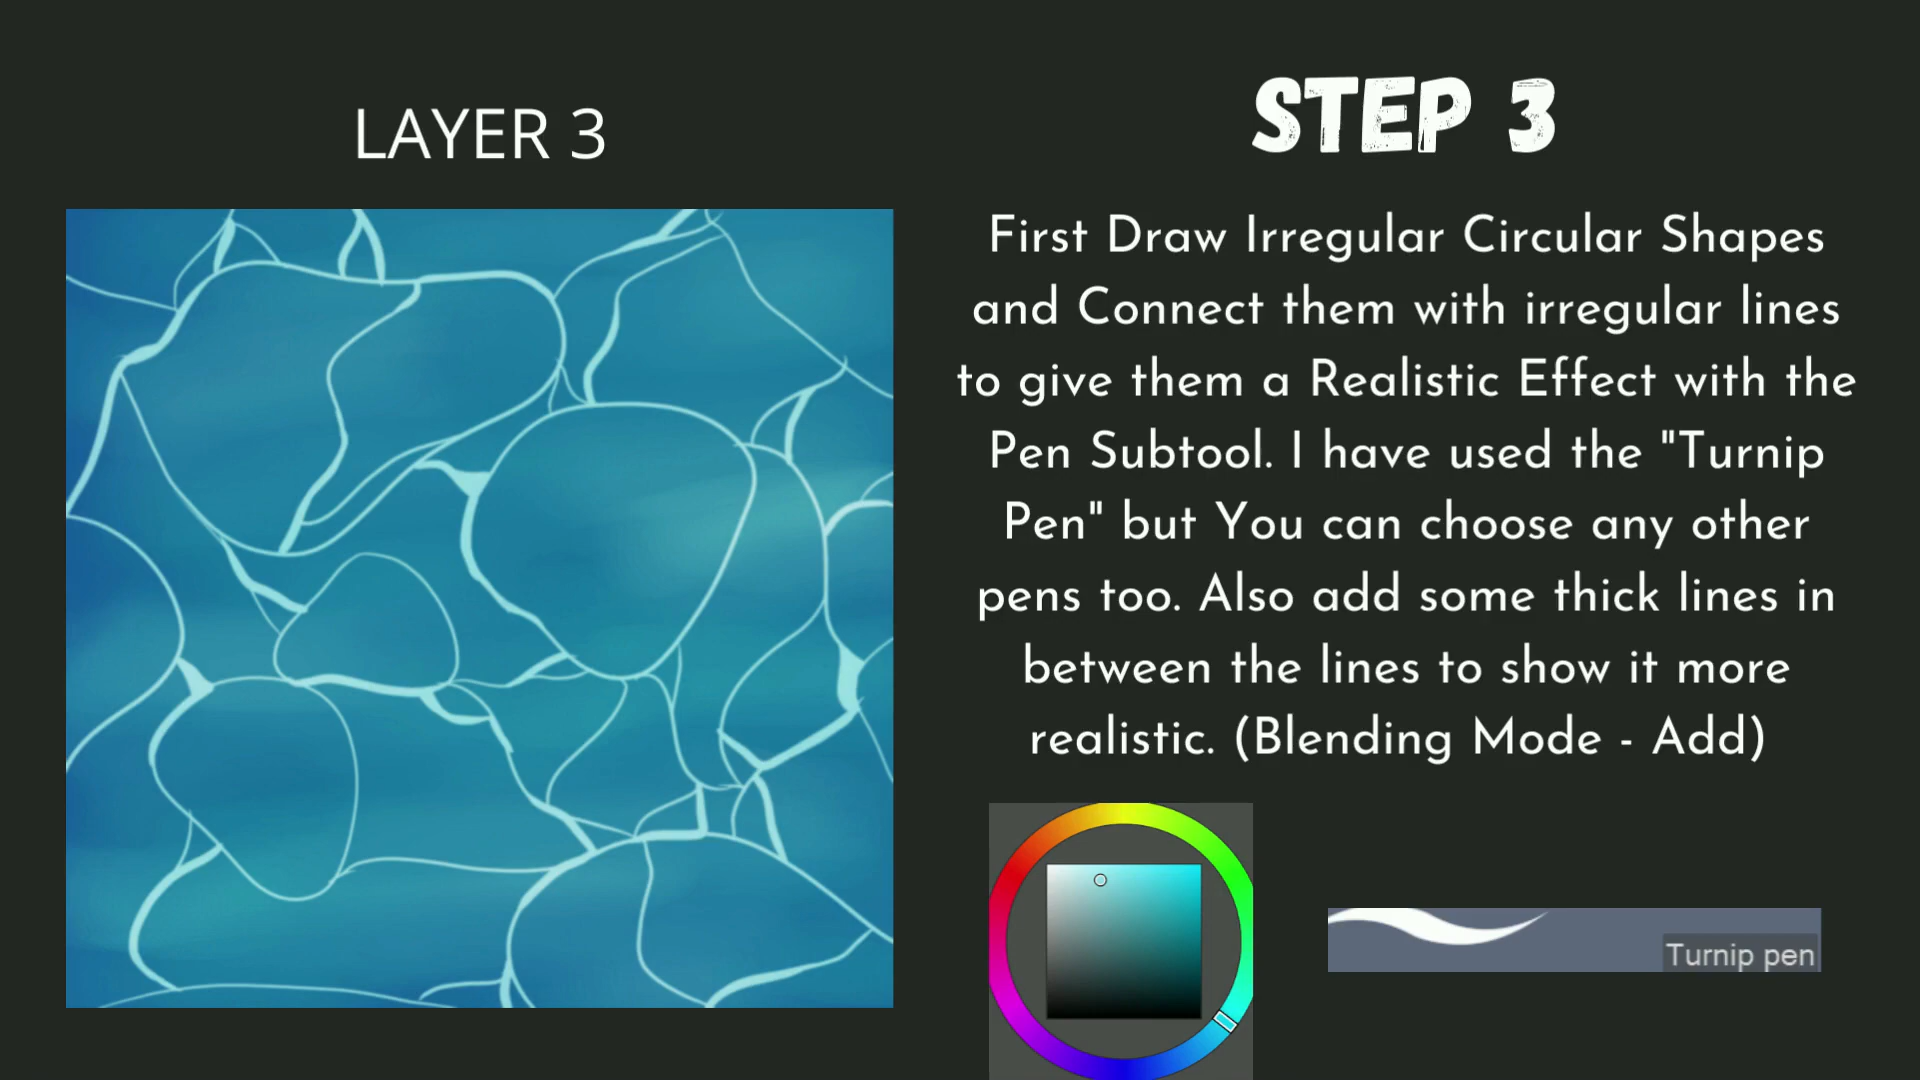 LAYER 3
STEP 3
First Draw Irregular Circular Shapes
and Connect them with irregular lines
to give them a Realistic Effect with the
Pen Subtool. I have used the "Turnip
Pen" but You can choose any other
pens too. Also add some thick lines in
between the lines to show it more
realistic. (Blending Mode - Add)
Turnip pen